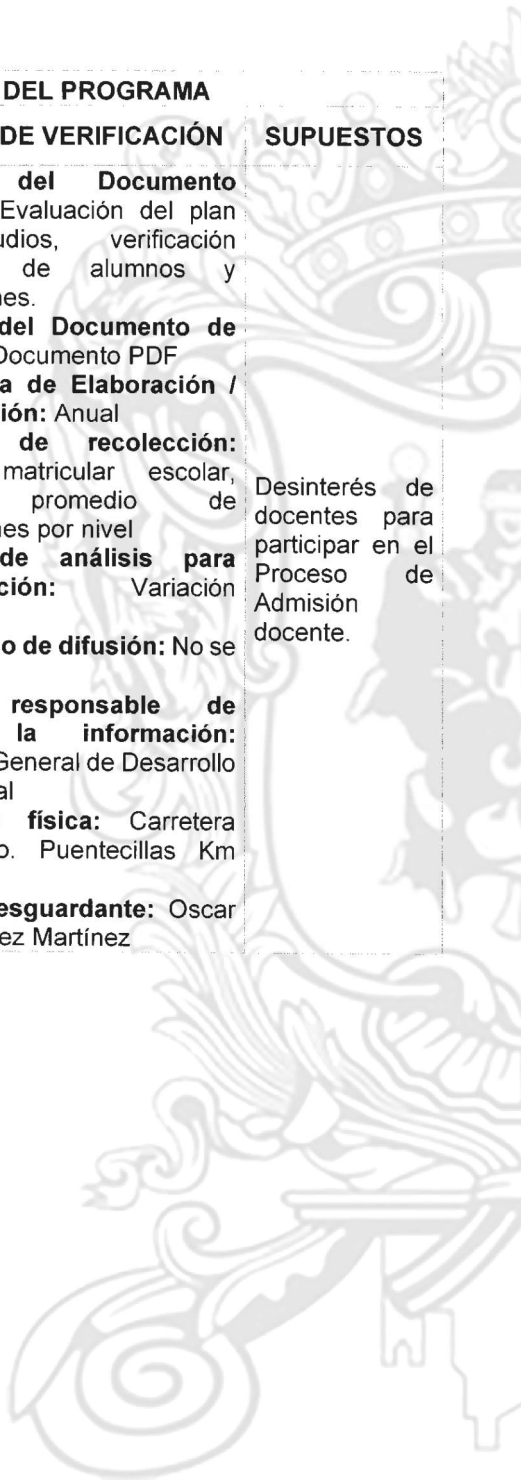 DEL PROGRAMA
DE VERIFICACIÓN SUPUESTOS
del Documento
Evaluación del plan
udios, verificación
de alumnos y
nes.
del Documento de
Documento PDF
a de Elaboración /
ión: Anual
de recolección:
matricular escolar,
promedio de
nes por nivel
de análisis para
ción: Variación
o de difusión: No se
responsable de
la información:
General de Desarrollo
al
física: Carretera
o. Puentecillas Km
esguardante: Oscar
ez Martínez
Desinterés de
docentes para
participar en el
Proceso de
Admisión
docente.